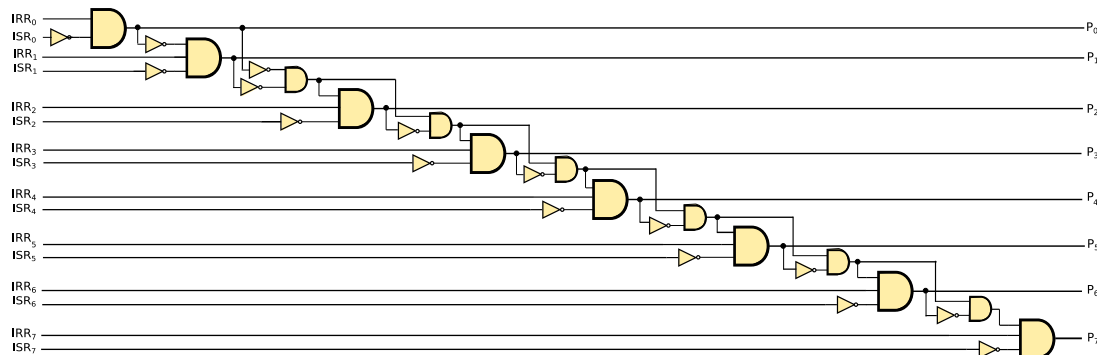 IRR₀ P₀
ISR₀
IRR₁ P₁
ISR₁
IRR₂ P₂
ISR₂
IRR₃ P₃
ISR₃
IRR₄ P₄
ISR₄
IRR₅ P₅
ISR₅
IRR₆ P₆
ISR₆
IRR₇ P₇
ISR₇